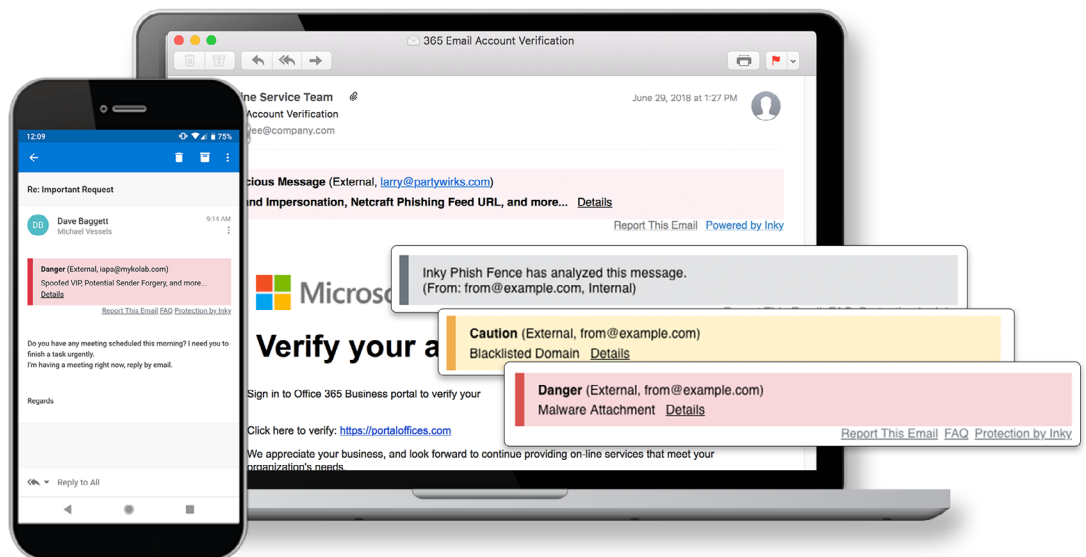 365 Email Account Verification
ine Service Team
June 29, 2018 at 1:27 PM
Account Verification
ee@company.com
cious Message (External, larry@partywirks.com)
nd Impersonation, Netcraft Phishing Feed URL, and more... Details
Report This Email Powered by Inky
Microso
Verify your a
Sign in to Office 365 Business portal to verify your
Click here to verify: https://portaloffices.com
We appreciate your business, and look forward to continue providing on-line services that meet your
organization's needs.
12:09
75%
Re: Important Request
DB
Dave Baggett
9:14 AM
Michael Vessels
Danger (External, iapa@mykolab.com)
Spoofed VIP, Potential Sender Forgery, and more...
Details
Report This Email FAQ Protection by Inky
Do you have any meeting scheduled this morning? I need you to
finish a task urgently.
I'm having a meeting right now, reply by email.
Regards
Reply to All
Inky Phish Fence has analyzed this message.
(From: from@example.com, Internal)
Caution (External, from@example.com)
Blacklisted Domain Details
Danger (External, from@example.com)
Malware Attachment Details
Report This Email FAQ Protection by Inky